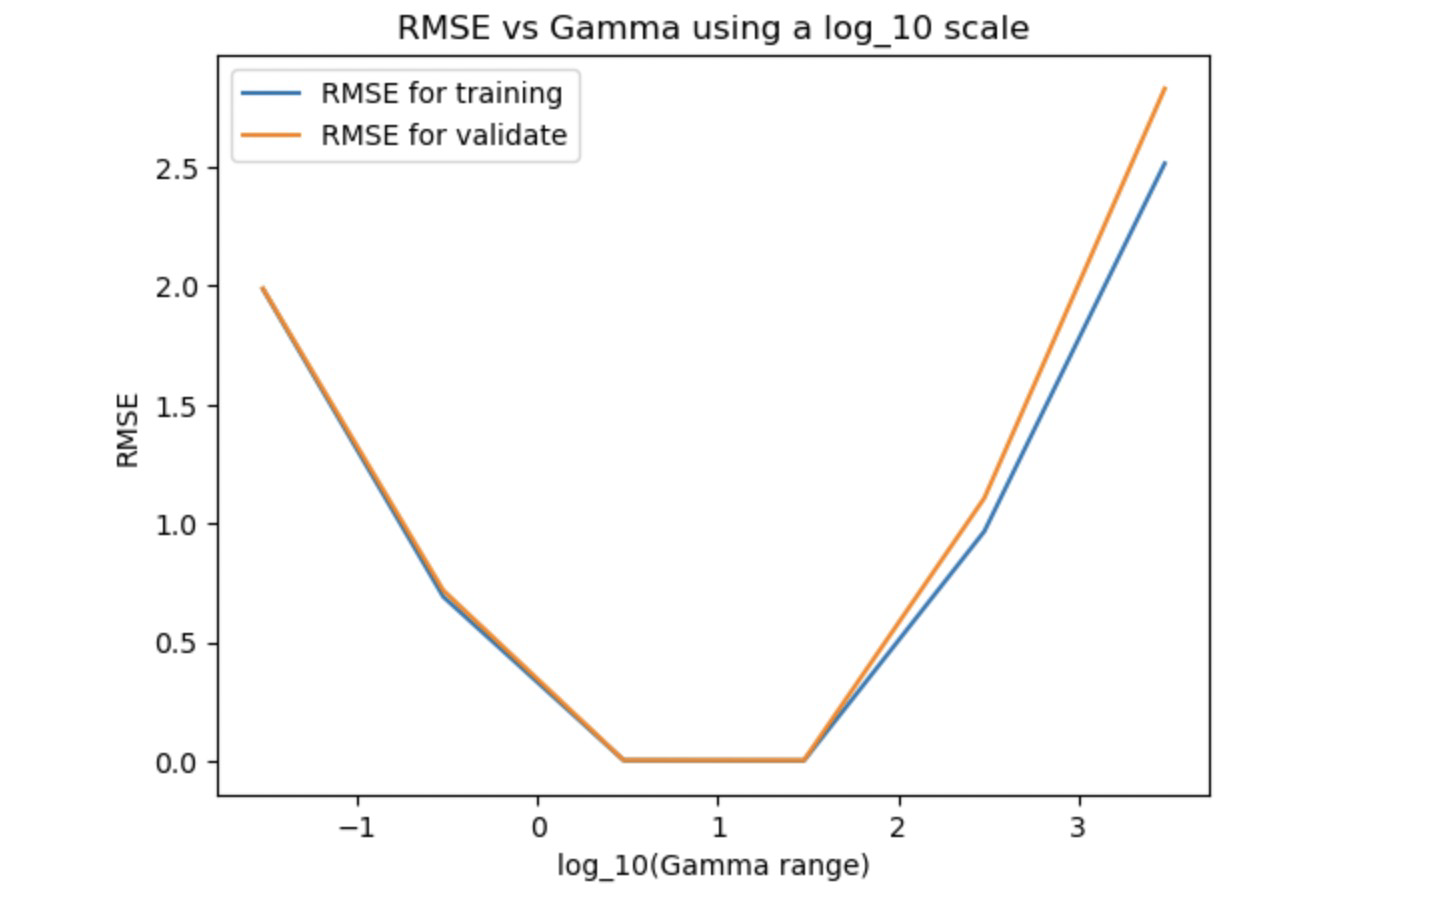 RMSE vs Gamma using a log_10 scale
RMSE for training
RMSE for validate
2.5
2.0
1.5
1.0
0.5
0.0
RMSE
−1 0 1 2 3
log_10(Gamma range)